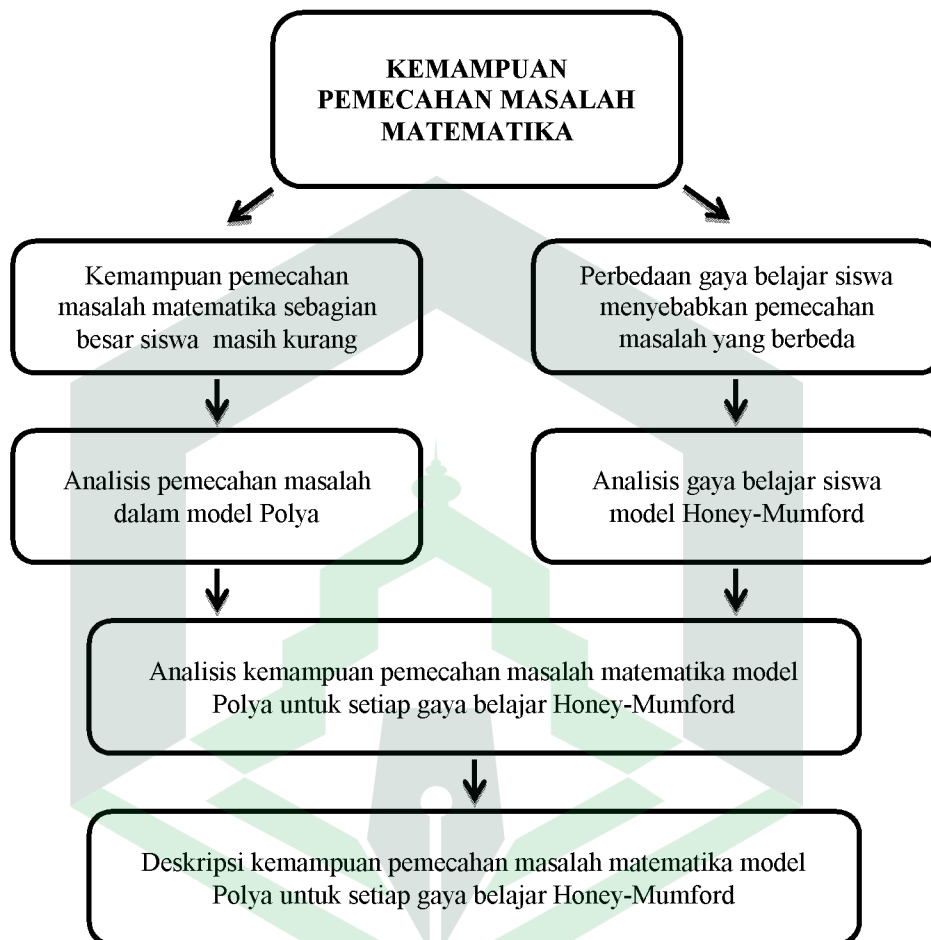 KEMAMPUAN
PEMECAHAN MASALAH
MATEMATIKA
Kemampuan pemecahan
masalah matematika sebagian
besar siswa masih kurang
Perbedaan gaya belajar siswa
menyebabkan pemecahan
masalah yang berbeda
Analisis pemecahan masalah
dalam model Polya
Analisis gaya belajar siswa
model Honey-Mumford
Analisis kemampuan pemecahan masalah matematika model
Polya untuk setiap gaya belajar Honey-Mumford
Deskripsi kemampuan pemecahan masalah matematika model
Polya untuk setiap gaya belajar Honey-Mumford